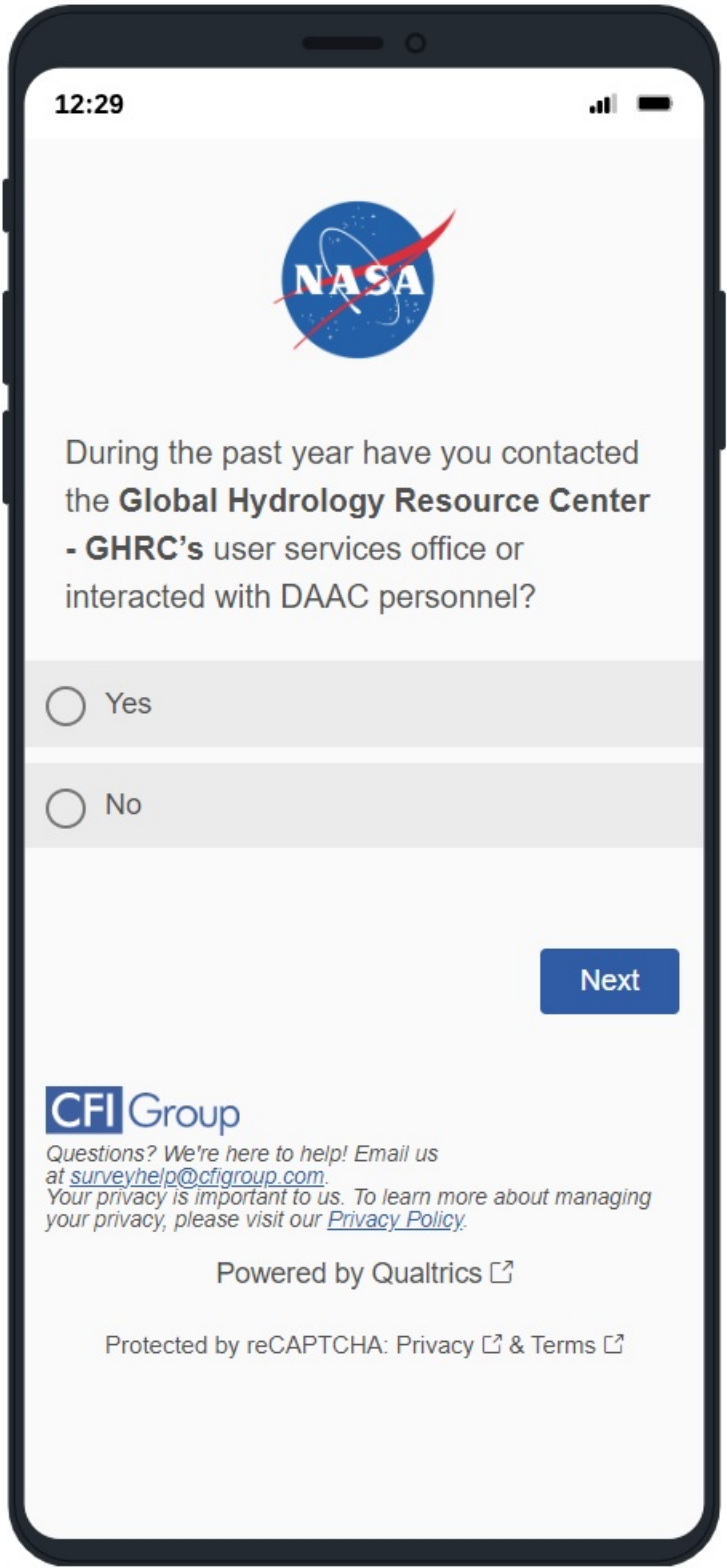 12:29
NASA
During the past year have you contacted
the Global Hydrology Resource Center
- GHRC’s user services office or
interacted with DAAC personnel?
Yes
No
Next
CFI Group
Questions? We're here to help! Email us
at surveyhelp@cfigroup.com.
Your privacy is important to us. To learn more about managing
your privacy, please visit our Privacy Policy.
Powered by Qualtrics
Protected by reCAPTCHA: Privacy & Terms